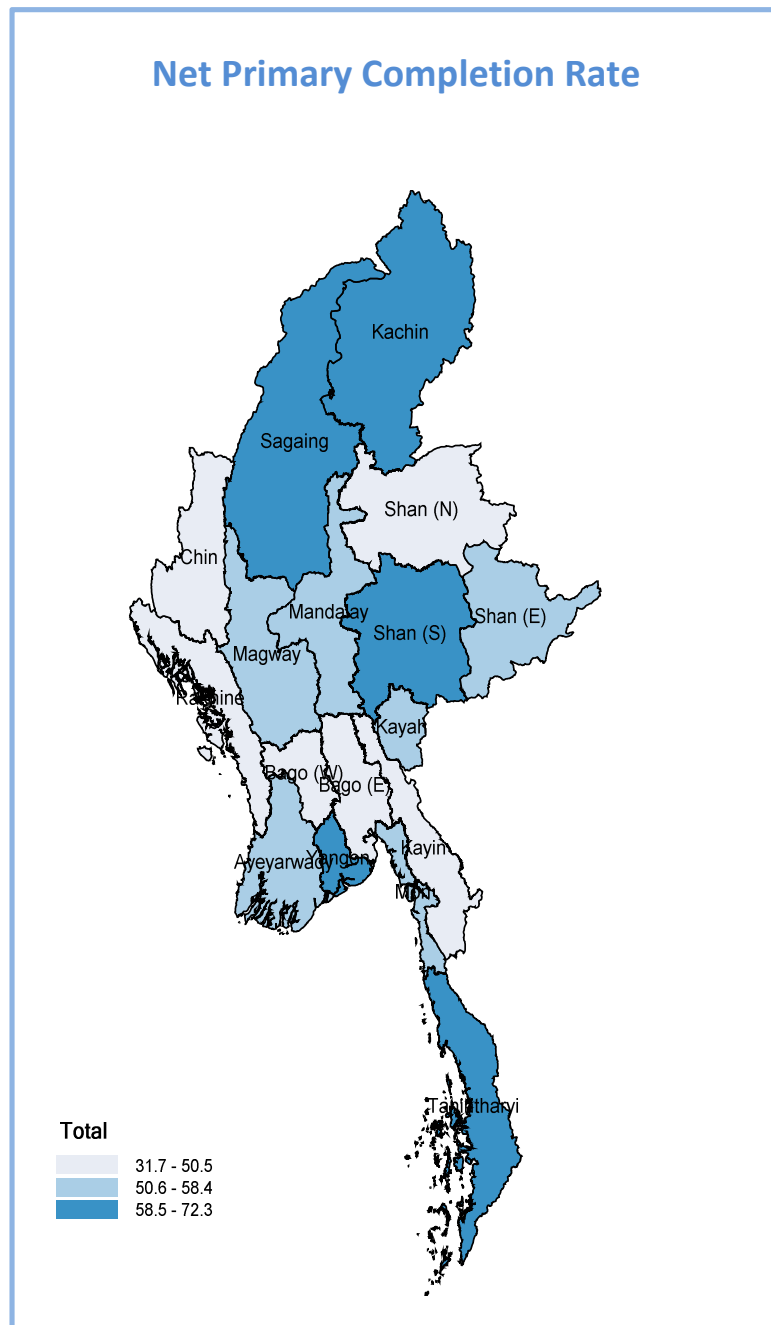 Net Primary Completion Rate
Kachin
Sagaing
Shan (N)
Chin
Mandalay
Shan (E)
Shan (S)
Magway
Rakhine
Kayah
Bago (W)
Bago (E)
Kayin
Yangon
Ayeyarwady
Mon
Tanintharyi
Total
31.7 - 50.5
50.6 - 58.4
58.5 - 72.3